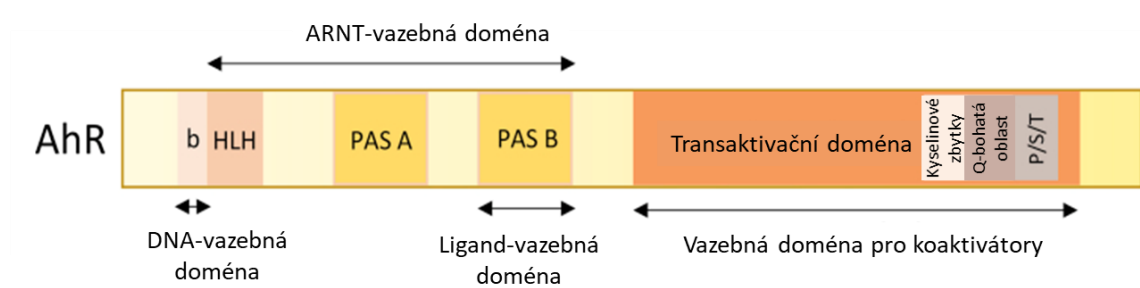 ARNT-vazebná doména
AhR
b
HLH
PAS A
PAS B
Transaktivační doména
Kyselinové
zbytky
Q-bohatá
oblast
P/S/T
DNA-vazebná
doména
Ligand-vazebná
doména
Vazebná doména pro koaktivátory